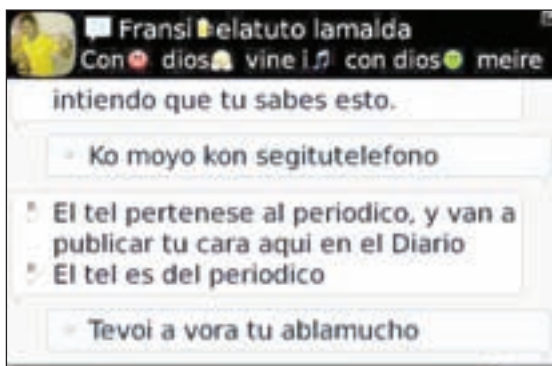 Fransi elatuto lamalda
Con dios vine i con dios meire
intiendo que tu sabes esto.
Ko moyo kon segitutelefono
El tel pertenese al periodico, y van a
publicar tu cara aqui en el Diario
El tel es del periodico
Tevoi a vora tu ablamucho